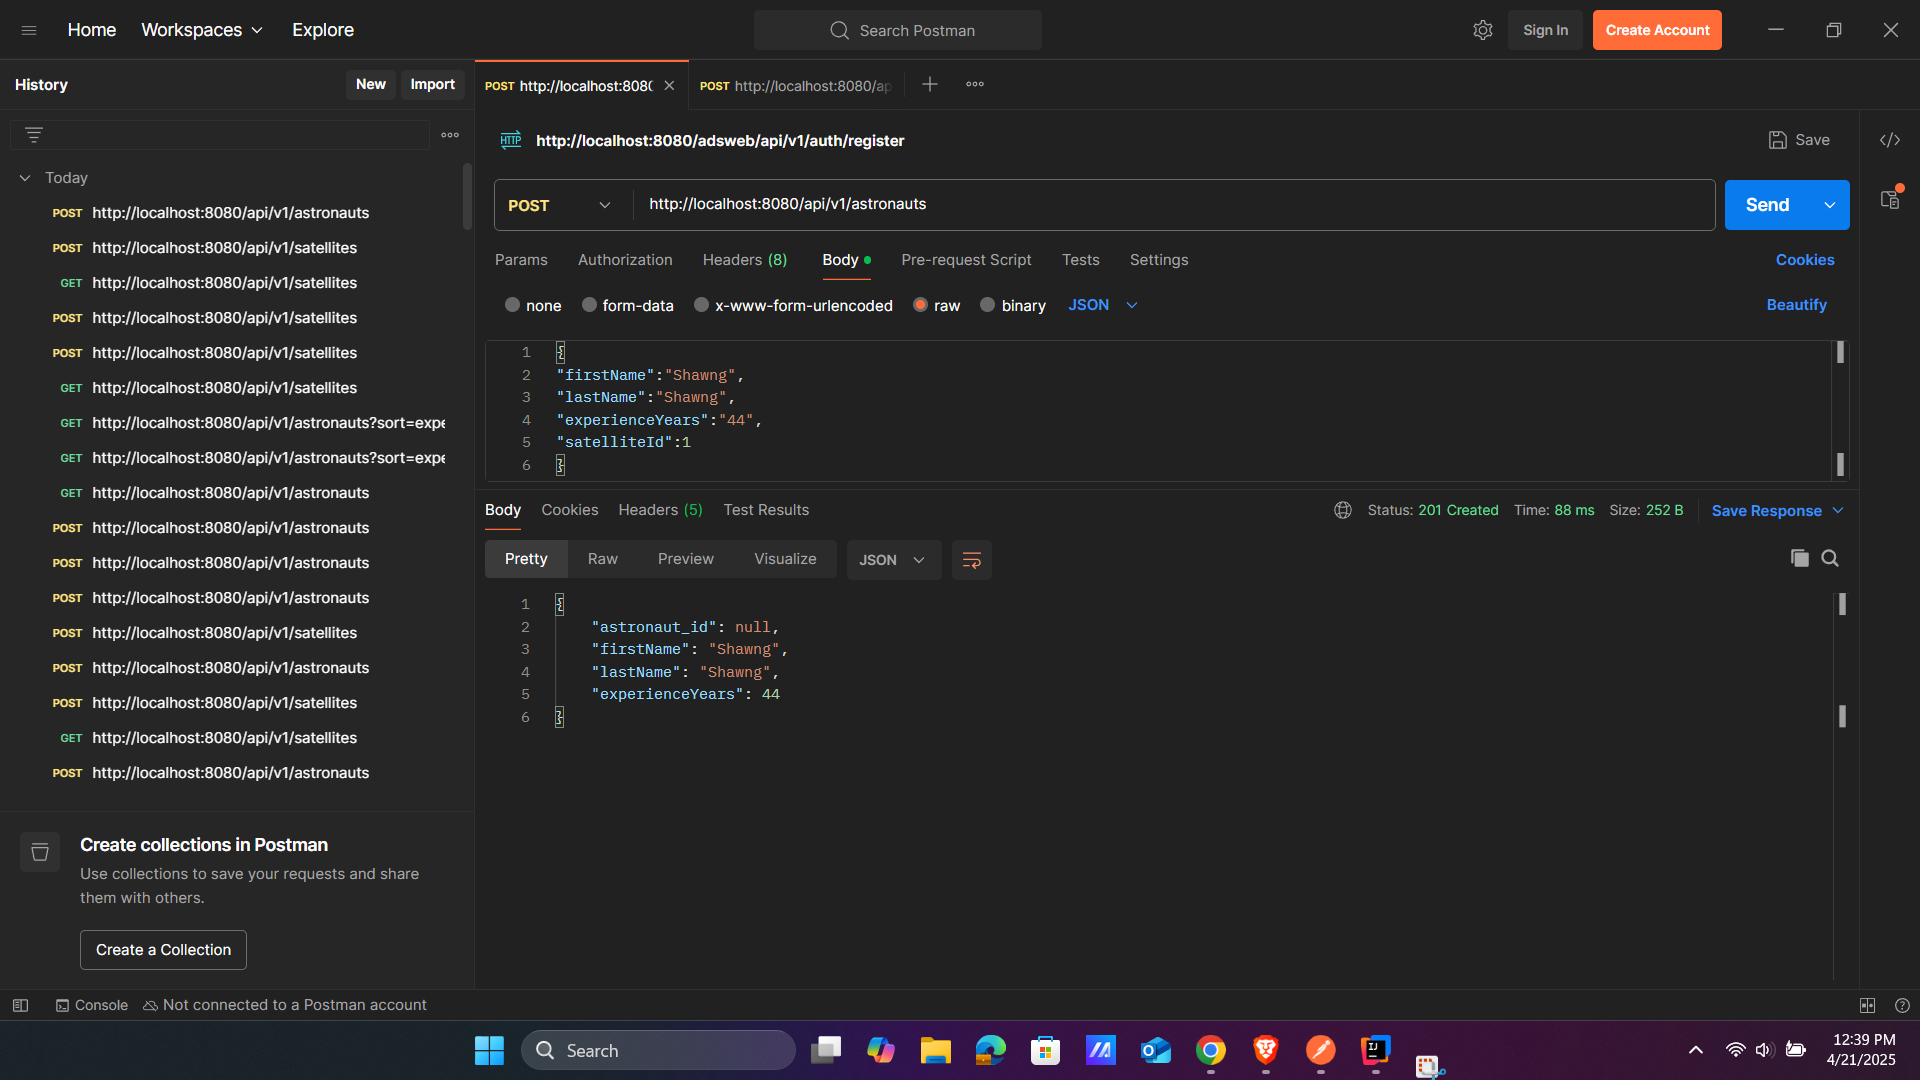 Home
Workspaces
Explore
Search Postman
Sign In
Create Account
History
New
Import
POST http://localhost:8080
POST http://localhost:8080/ap
HTTP http://localhost:8080/adsweb/api/v1/auth/register
Save
Today
POST http://localhost:8080/api/v1/astronauts
POST http://localhost:8080/api/v1/satellites
GET http://localhost:8080/api/v1/satellites
POST http://localhost:8080/api/v1/satellites
POST http://localhost:8080/api/v1/satellites
GET http://localhost:8080/api/v1/satellites
GET http://localhost:8080/api/v1/astronauts?sort=expe
GET http://localhost:8080/api/v1/astronauts?sort=expe
GET http://localhost:8080/api/v1/astronauts
POST http://localhost:8080/api/v1/astronauts
POST http://localhost:8080/api/v1/astronauts
POST http://localhost:8080/api/v1/astronauts
POST http://localhost:8080/api/v1/satellites
POST http://localhost:8080/api/v1/astronauts
POST http://localhost:8080/api/v1/satellites
GET http://localhost:8080/api/v1/satellites
POST http://localhost:8080/api/v1/astronauts
Create collections in Postman
Use collections to save your requests and share
them with others.
Create a Collection
POST http://localhost:8080/api/v1/astronauts
Send
Params Authorization Headers (8) Body Pre-request Script Tests Settings
Cookies
none form-data x-www-form-urlencoded raw binary JSON
Beautify
1 {
2 "firstName":"Shawng",
3 "lastName":"Shawng",
4 "experienceYears":"44",
5 "satelliteId":1
6 }
Body Cookies Headers (5) Test Results
Status: 201 Created Time: 88 ms Size: 252 B
Save Response
Pretty Raw Preview Visualize JSON
1 {
2 "astronaut_id": null,
3 "firstName": "Shawng",
4 "lastName": "Shawng",
5 "experienceYears": 44
6 }
Console
Not connected to a Postman account
Search
12:39 PM
4/21/2025